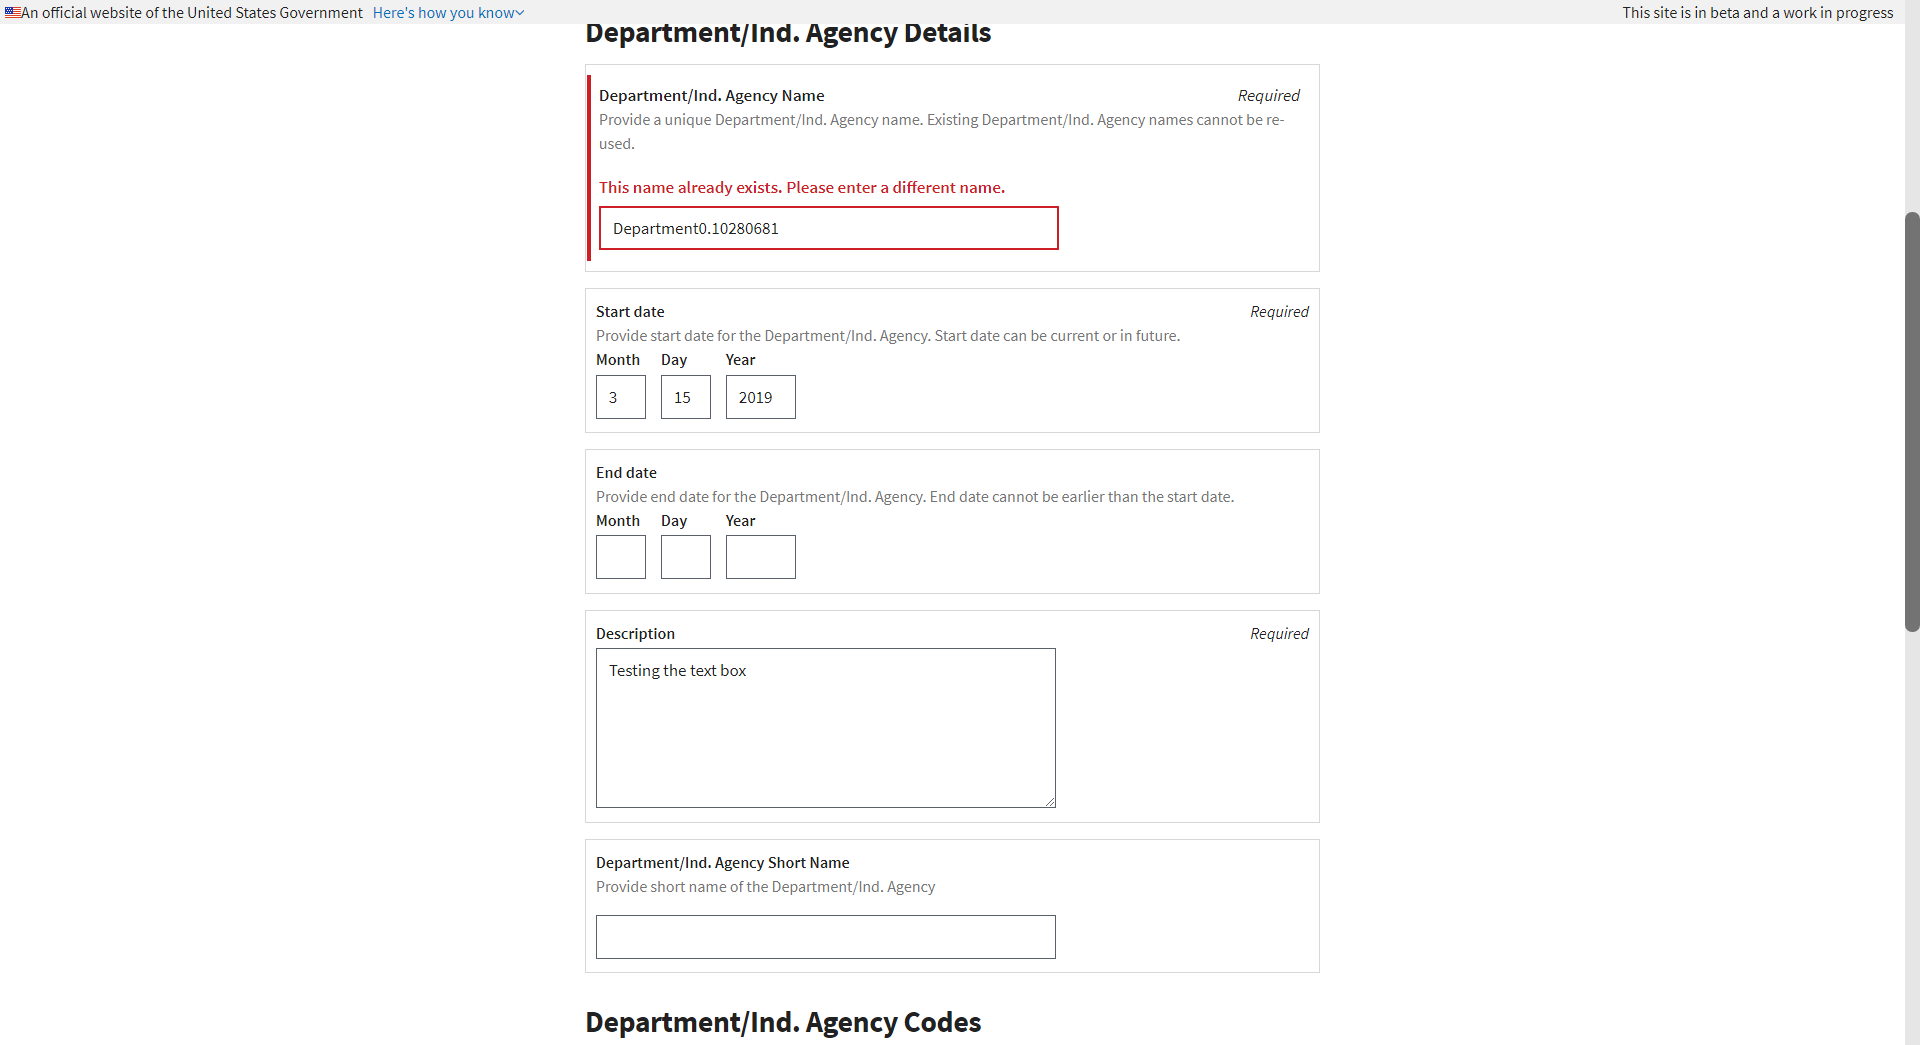 An official website of the United States Government Here's how you know
This site is in beta and a work in progress
Department/Ind. Agency Details
Department/Ind. Agency Name
Required
Provide a unique Department/Ind. Agency name. Existing Department/Ind. Agency names cannot be re-
used.
This name already exists. Please enter a different name.
Department0.10280681
Start date
Required
Provide start date for the Department/Ind. Agency. Start date can be current or in future.
Month Day Year
3 15 2019
End date
Provide end date for the Department/Ind. Agency. End date cannot be earlier than the start date.
Month Day Year
Description
Required
Testing the text box
Department/Ind. Agency Short Name
Provide short name of the Department/Ind. Agency
Department/Ind. Agency Codes